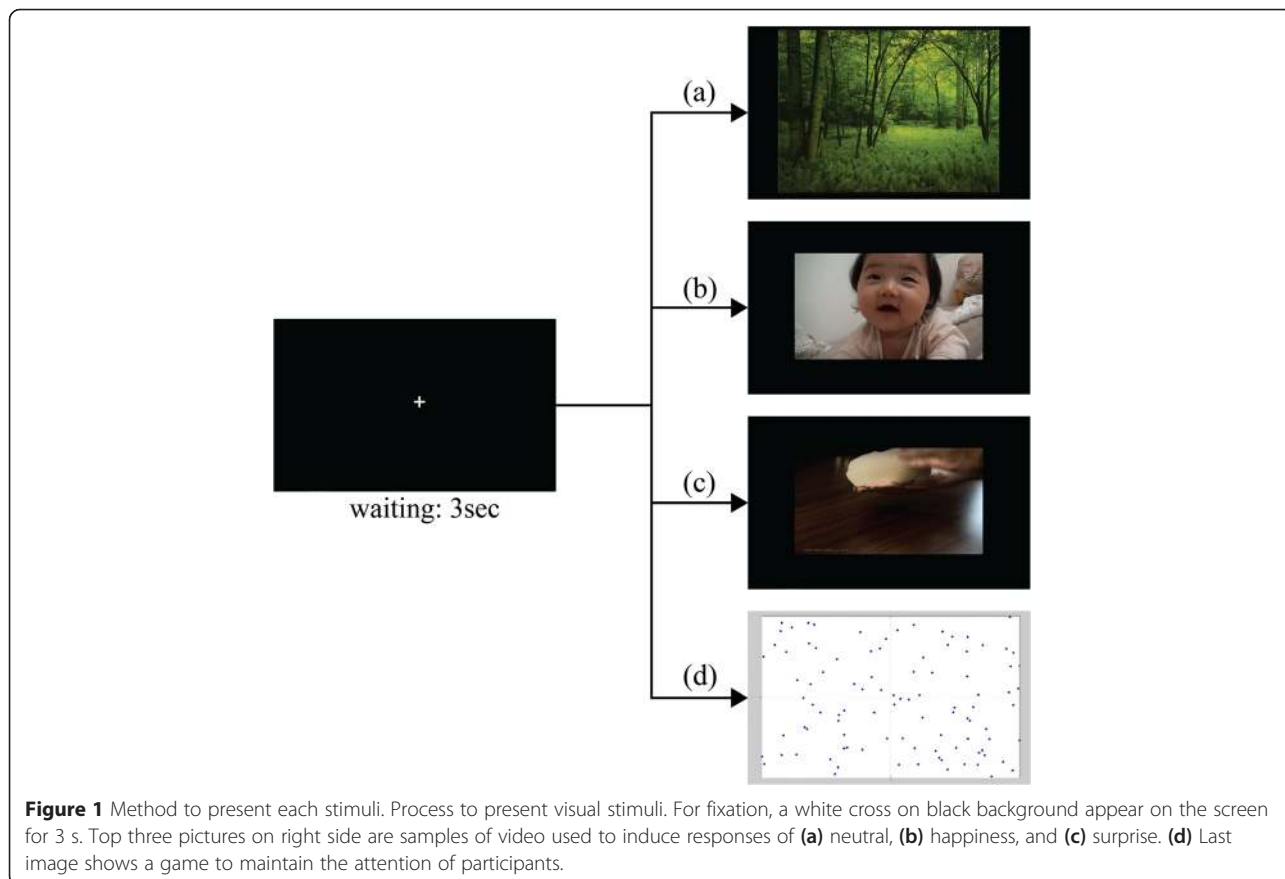 (a)
(b)
(c)
(d)
waiting: 3sec
Figure 1 Method to present each stimuli. Process to present visual stimuli. For fixation, a white cross on black background appear on the screen
for 3 s. Top three pictures on right side are samples of video used to induce responses of (a) neutral, (b) happiness, and (c) surprise. (d) Last
image shows a game to maintain the attention of participants.